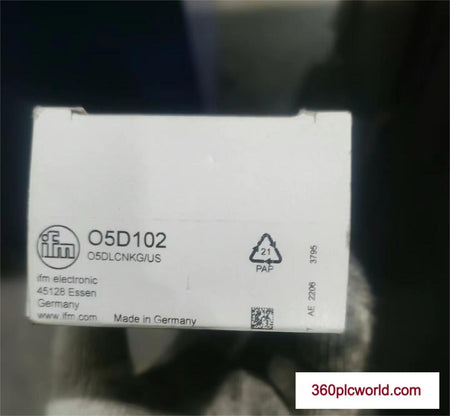 ifm
O5D102
O5DLCNKG/US
ifm electronic
45128 Essen
Germany
www.ifm.com Made in Germany
21
PAP
AE 2206 3795
360plcworld.com